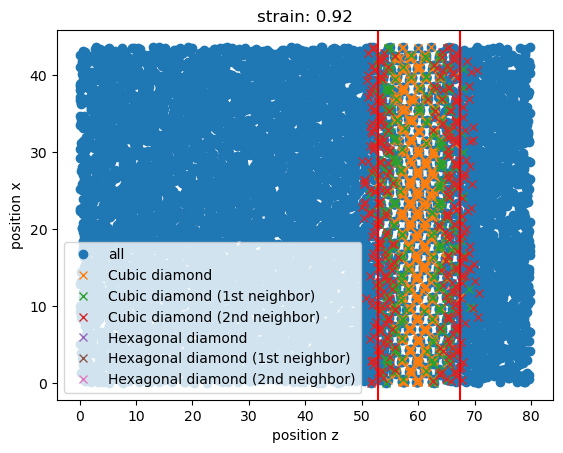 strain: 0.92
position x
40
30
20
10
0
all
Cubic diamond
Cubic diamond (1st neighbor)
Cubic diamond (2nd neighbor)
Hexagonal diamond
Hexagonal diamond (1st neighbor)
Hexagonal diamond (2nd neighbor)
0 10 20 30 40 50 60 70 80
position z